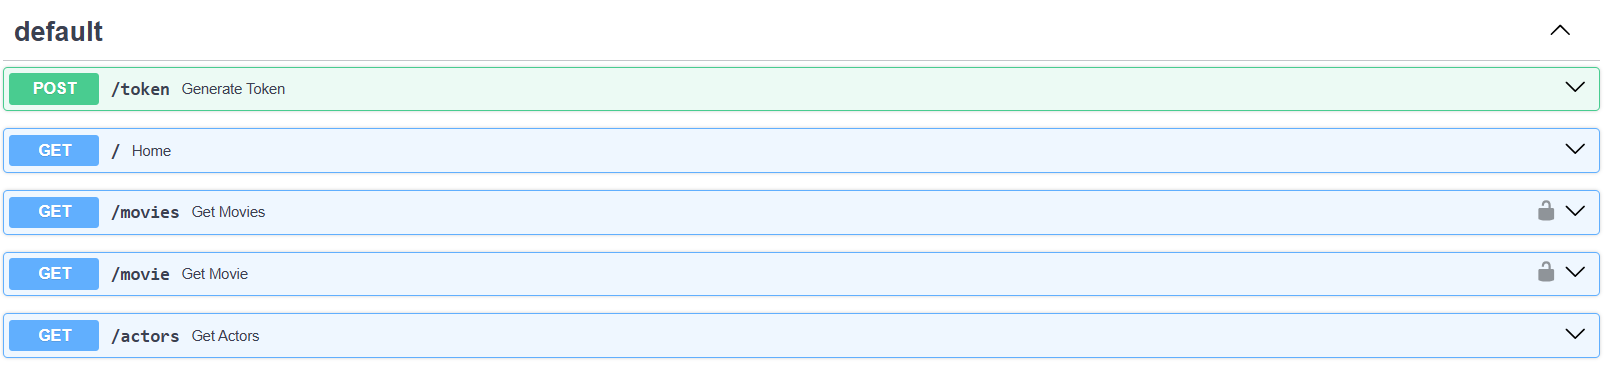 default
POST /token Generate Token
GET / Home
GET /movies Get Movies
GET /movie Get Movie
GET /actors Get Actors